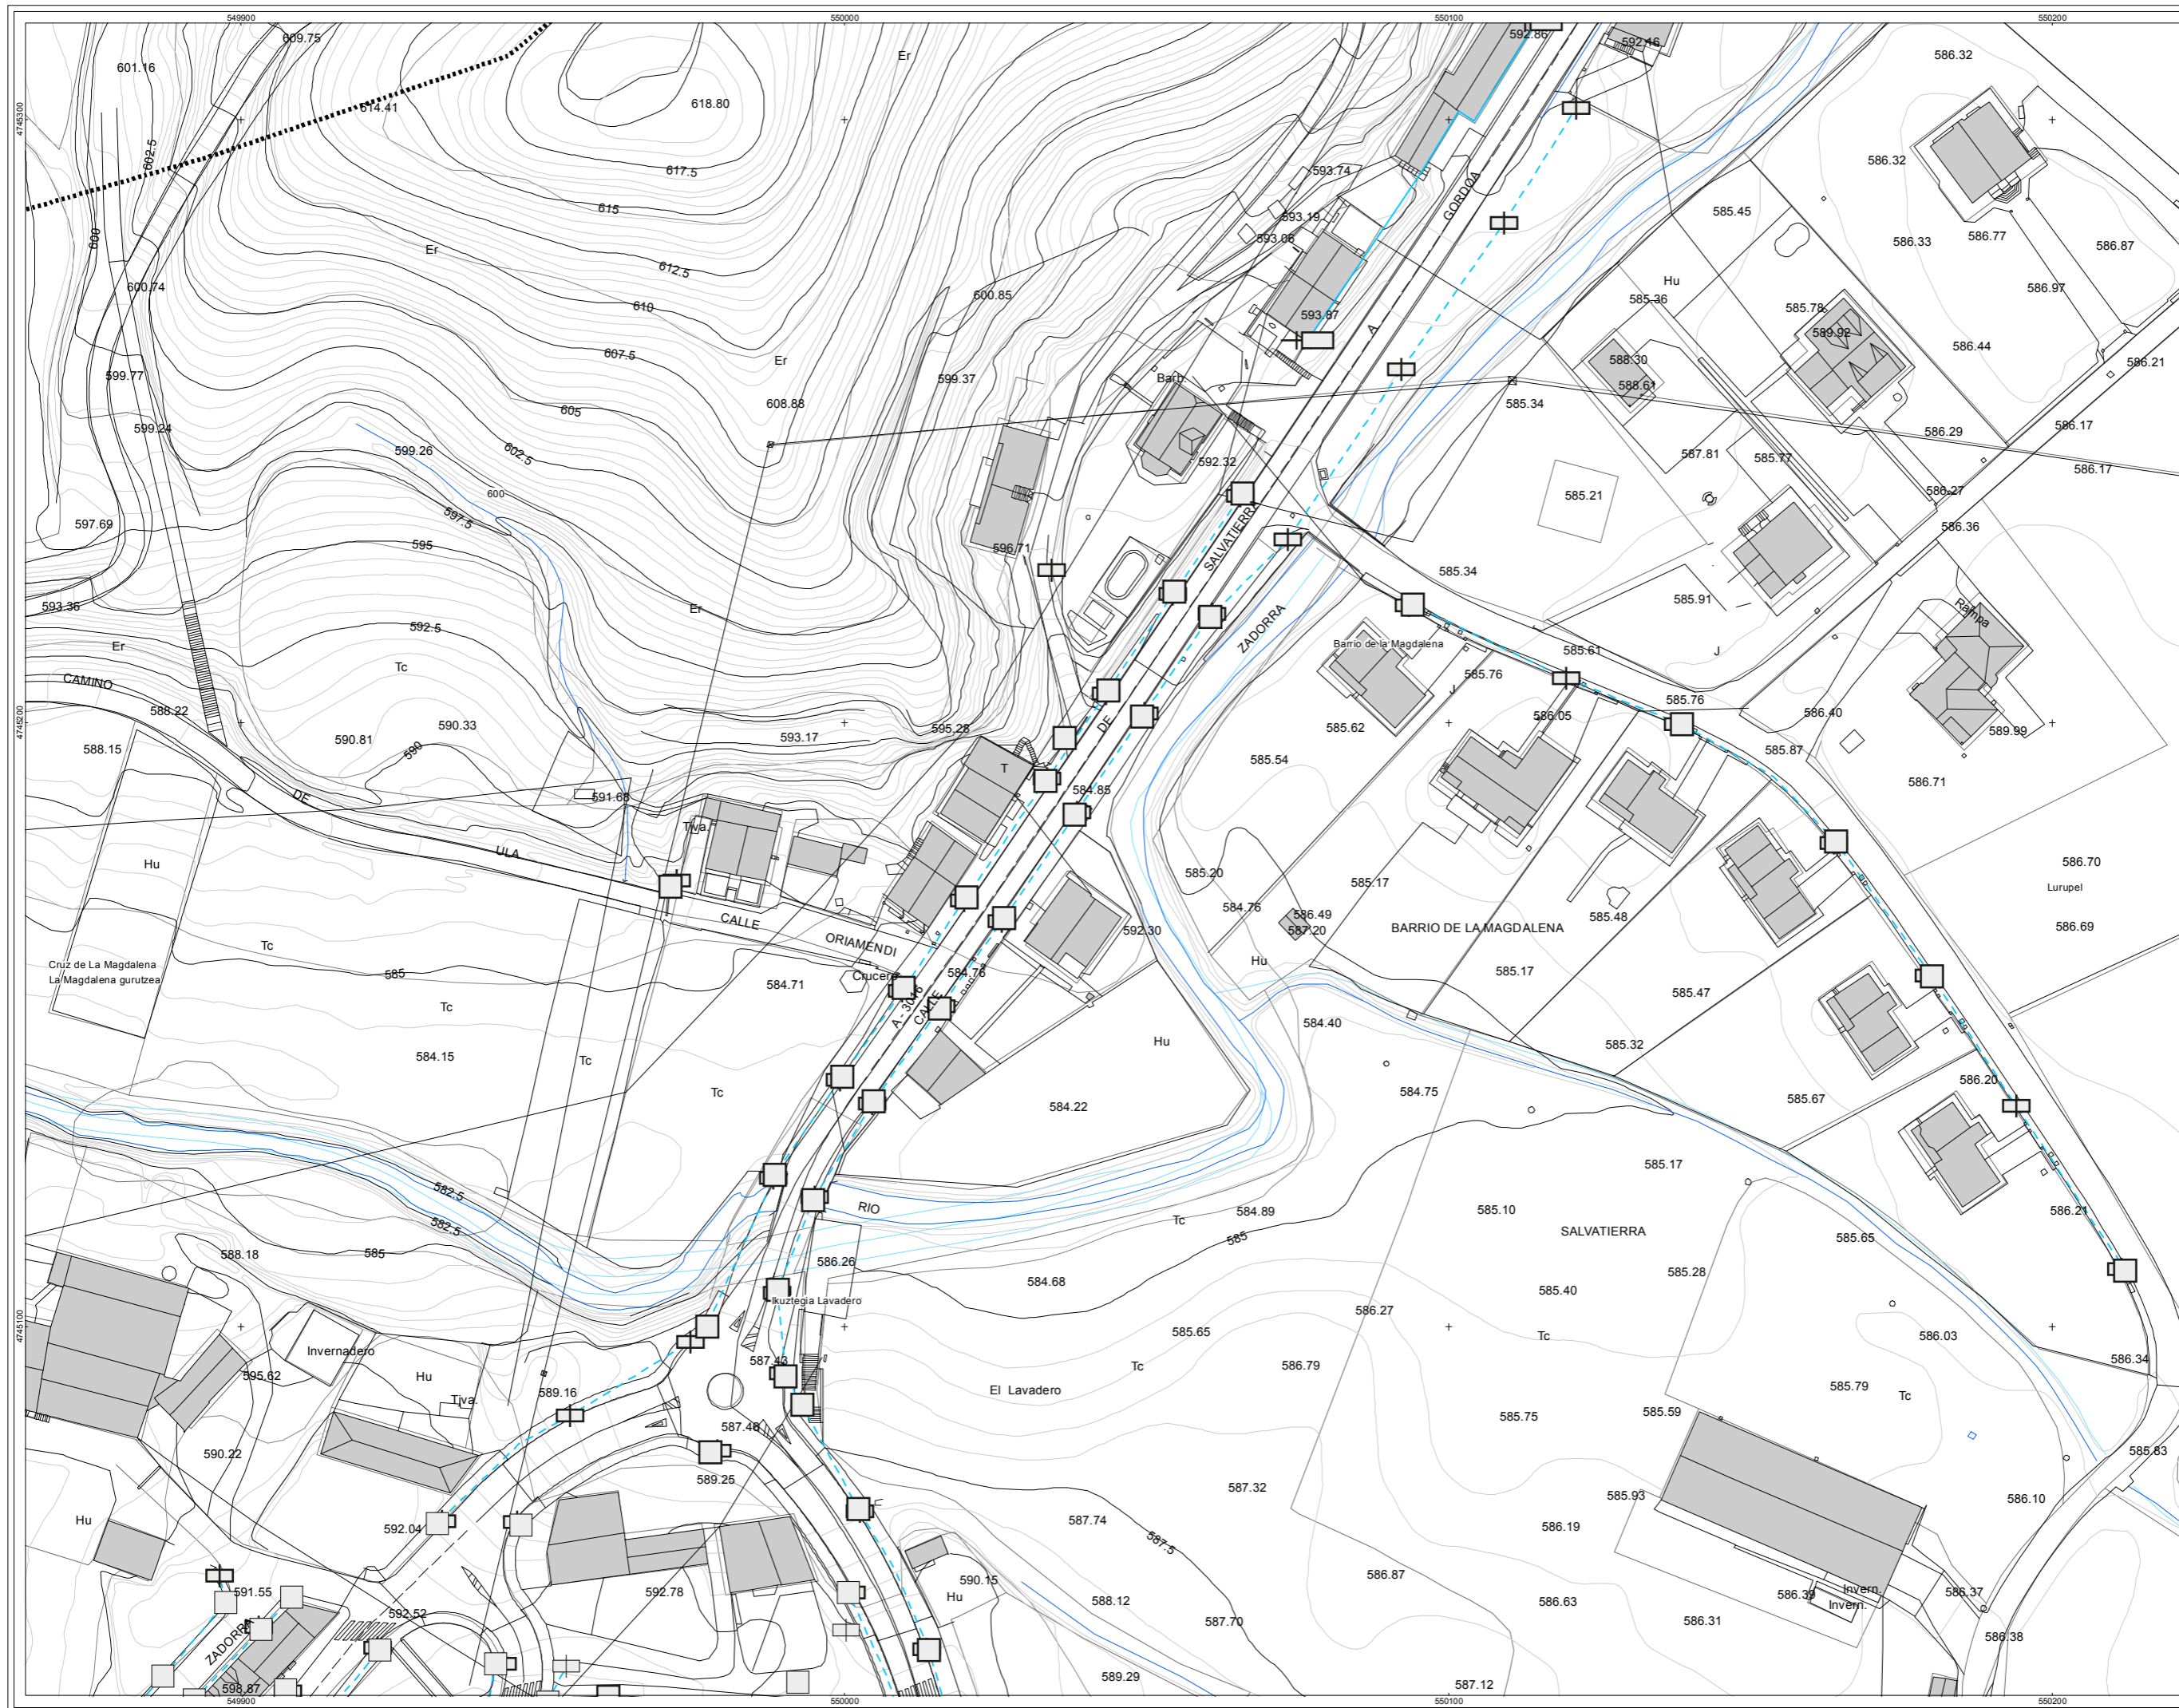 549900 550000 550100 550200
4745300
4745200
4745100
609.75
601.16
614.41
618.80
Er
592.86
592.16
586.32
602.5
617.5
593.74
586.32
GORDOA
615
593.19
585.45
600
Er
593.06
586.33
586.77
586.87
612.5
600.74
610
600.85
Hu
586.97
585.36
585.78
593.87
589.92
607.5
A
Er
586.44
599.77
599.37
Barb.
588.30
586.21
588.61
605
608.88
585.34
599.24
586.29
586.17
599.26
602.5
592.32
587.81
585.77
586.17
600
585.21
586.27
597.69
597.5
SALVATIERRA
586.36
595
596.71
585.34
593.36
Er
585.91
Rampa
592.5
ZADORRA
Er
Barrio de la Magdalena
585.61
J
Tc
585.76
CAMINO
J
588.22
586.05
585.76
586.40
590.81
590.33
593.17
595.28
DE
585.62
589.99
588.15
590
585.54
585.87
T
586.71
DE
591.68
584.85
Tva.
ULA
Hu
585.20
585.17
586.70
Lurupel
CALLE
584.76
586.49
585.48
ORIAMENDI
592.30
587.20
BARRIO DE LA MAGDALENA
586.69
Tc
Hu
Cruz de La Magdalena
La Magdalena gurutzea
585
Crucero
584.76
584.71
585.17
585.47
Tc
A - 3016
CALLE
584.40
584.15
Tc
Hu
585.32
Tc
586.20
584.22
584.75
585.67
582.5
585.17
RIO
584.89
585.10
586.21
582.5
Tc
SALVATIERRA
585.65
588.18
585
586.26
585
584.68
585.28
Ikuztegia Lavadero
586.27
585.40
585.65
Tc
586.03
Invernadero
587.43
Tc
586.79
586.34
595.62
Hu
589.16
El Lavadero
585.79
Tc
Tva.
587.46
585.75
585.59
590.22
589.25
585.83
587.32
585.93
586.10
Hu
592.04
587.74
586.19
587.5
586.87
591.55
592.78
590.15
Hu
586.39
Invern.
586.37
Invern.
592.52
588.12
586.63
ZADORRA
587.70
586.31
586.38
598.87
589.29
587.12
549900 550000 550100 550200